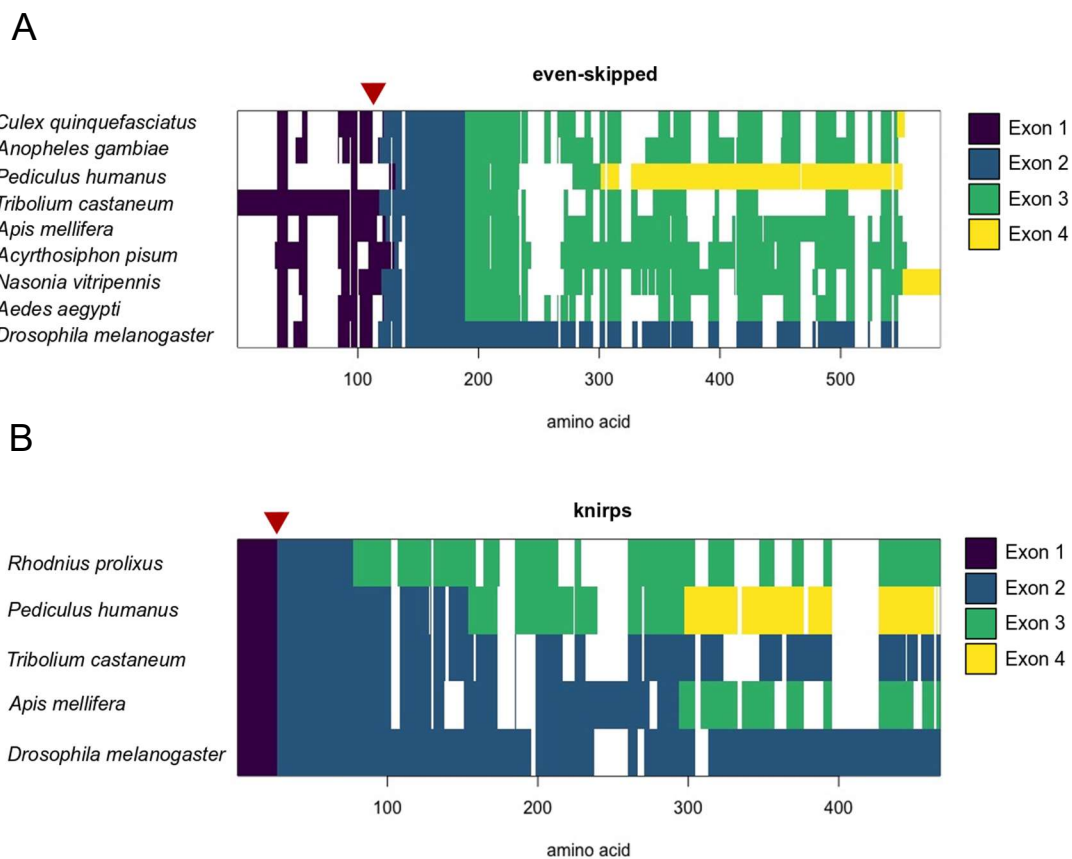 A
even-skipped
Culex quinquefasciatus
Anopheles gambiae
Pediculus humanus
Tribolium castaneum
Apis mellifera
Acyrthosiphon pisum
Nasonia vitripennis
Aedes aegypti
Drosophila melanogaster
Exon 1
Exon 2
Exon 3
Exon 4
100 200 300 400 500
amino acid
B
knirps
Rhodnius prolixus
Pediculus humanus
Tribolium castaneum
Apis mellifera
Drosophila melanogaster
Exon 1
Exon 2
Exon 3
Exon 4
100 200 300 400
amino acid